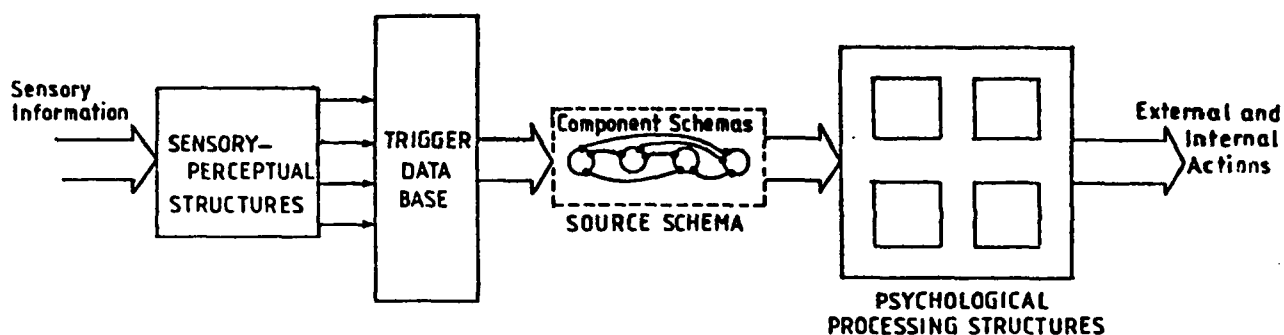 Sensory
Information
SENSORY-
PERCEPTUAL
STRUCTURES
TRIGGER
DATA
BASE
Component Schemas
SOURCE SCHEMA
PSYCHOLOGICAL
PROCESSING STRUCTURES
External and
Internal
Actions